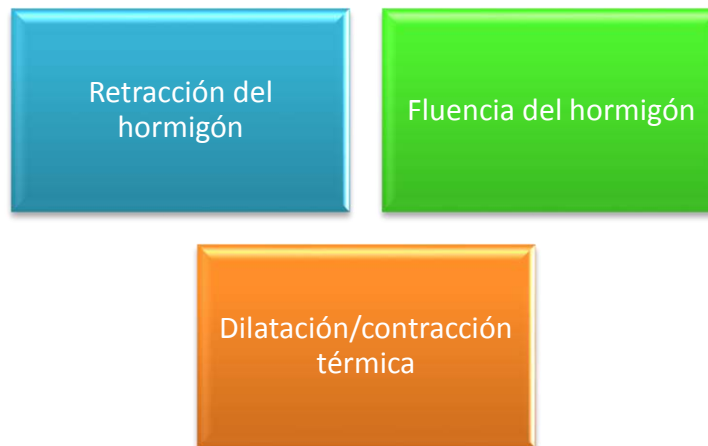 Retracción del
hormigón
Fluencia del hormigón
Dilatación/contracción
térmica